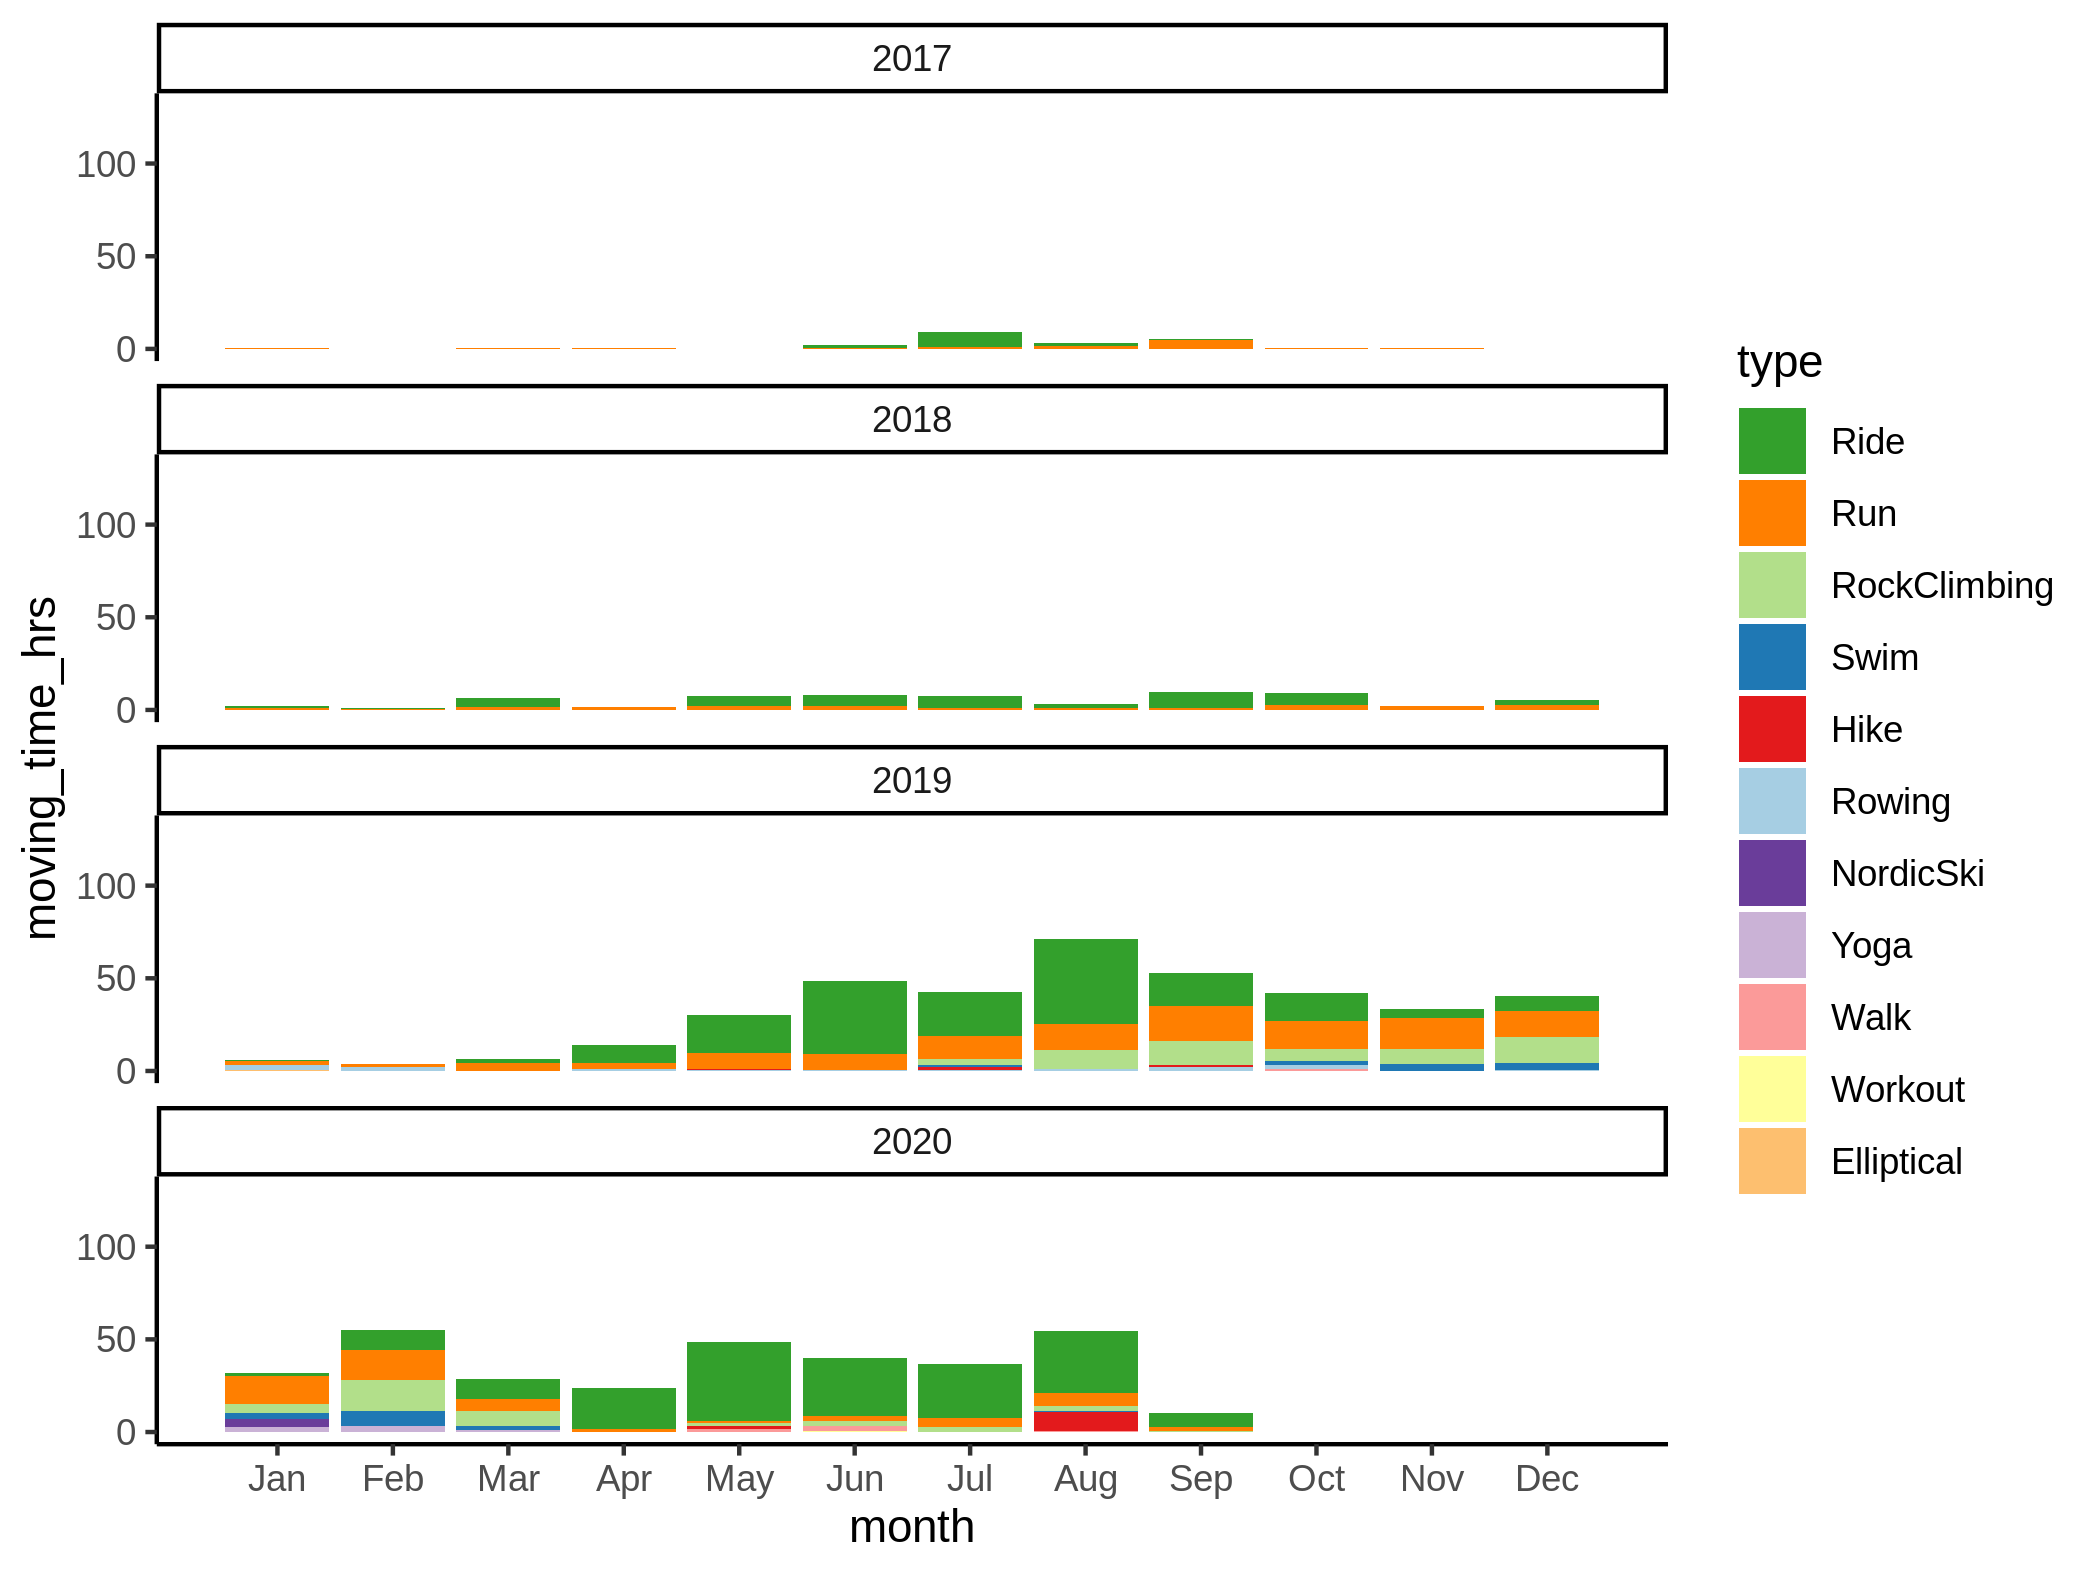 2017
100
50
0
2018
100
50
0
2019
100
50
0
2020
100
50
0
Jan Feb Mar Apr May Jun Jul Aug Sep Oct Nov Dec
month
moving_time_hrs
type
Ride
Run
RockClimbing
Swim
Hike
Rowing
NordicSki
Yoga
Walk
Workout
Elliptical